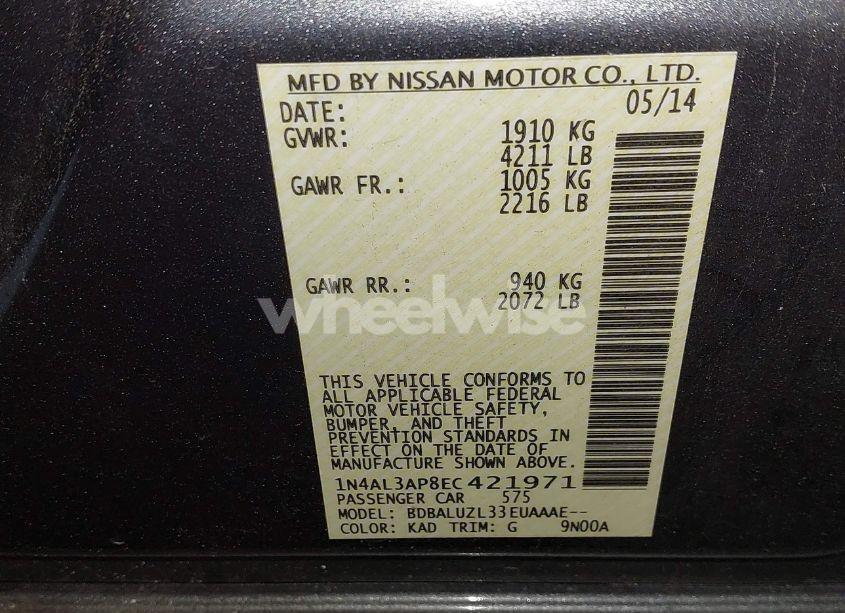 MFD BY NISSAN MOTOR CO., LTD.
DATE: 05/14
GVWR: 1910 KG
4211 LB
GAWR FR.: 1005 KG
2216 LB
GAWR RR.: 940 KG
2072 LB
wheelwise
THIS VEHICLE CONFORMS TO
ALL APPLICABLE FEDERAL
MOTOR VEHICLE SAFETY,
BUMPER, AND THEFT
PREVENTION STANDARDS IN
EFFECT ON THE DATE OF
MANUFACTURE SHOWN ABOVE.
1N4AL3AP8EC421971
PASSENGER CAR 575
MODEL: BDBALUZL33EUAAAE--
COLOR: KAD TRIM: G 9N00A